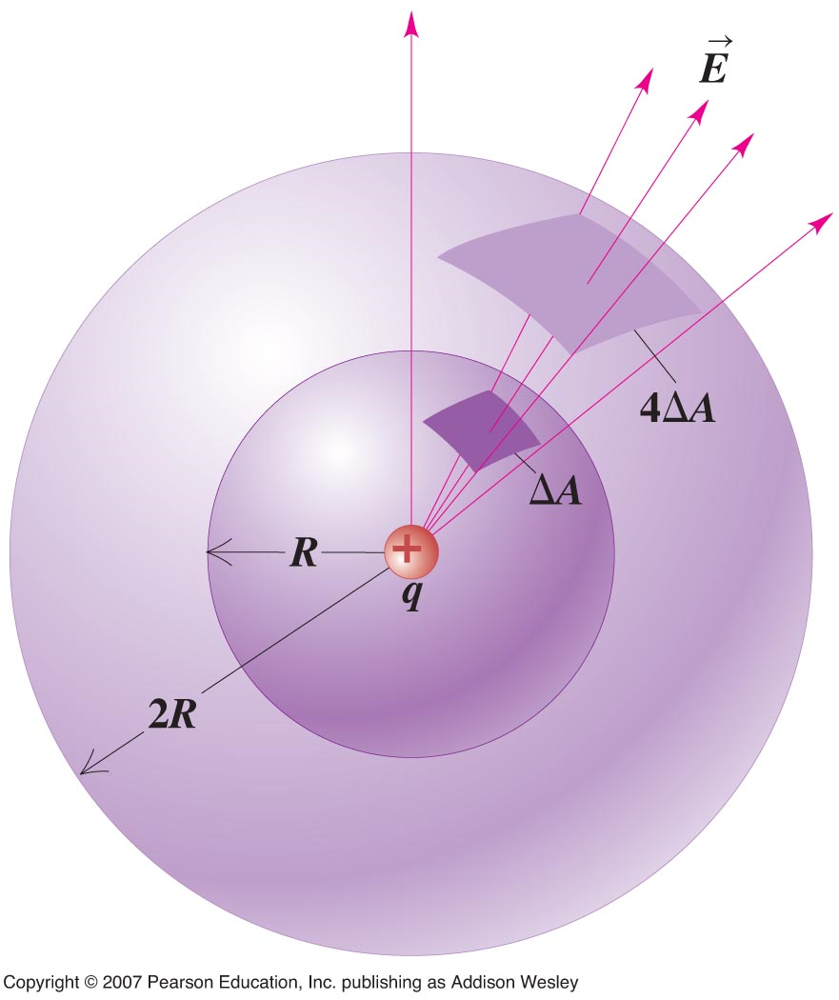 E
4ΔA
ΔA
R
+
q
2R
Copyright © 2007 Pearson Education, Inc. publishing as Addison Wesley